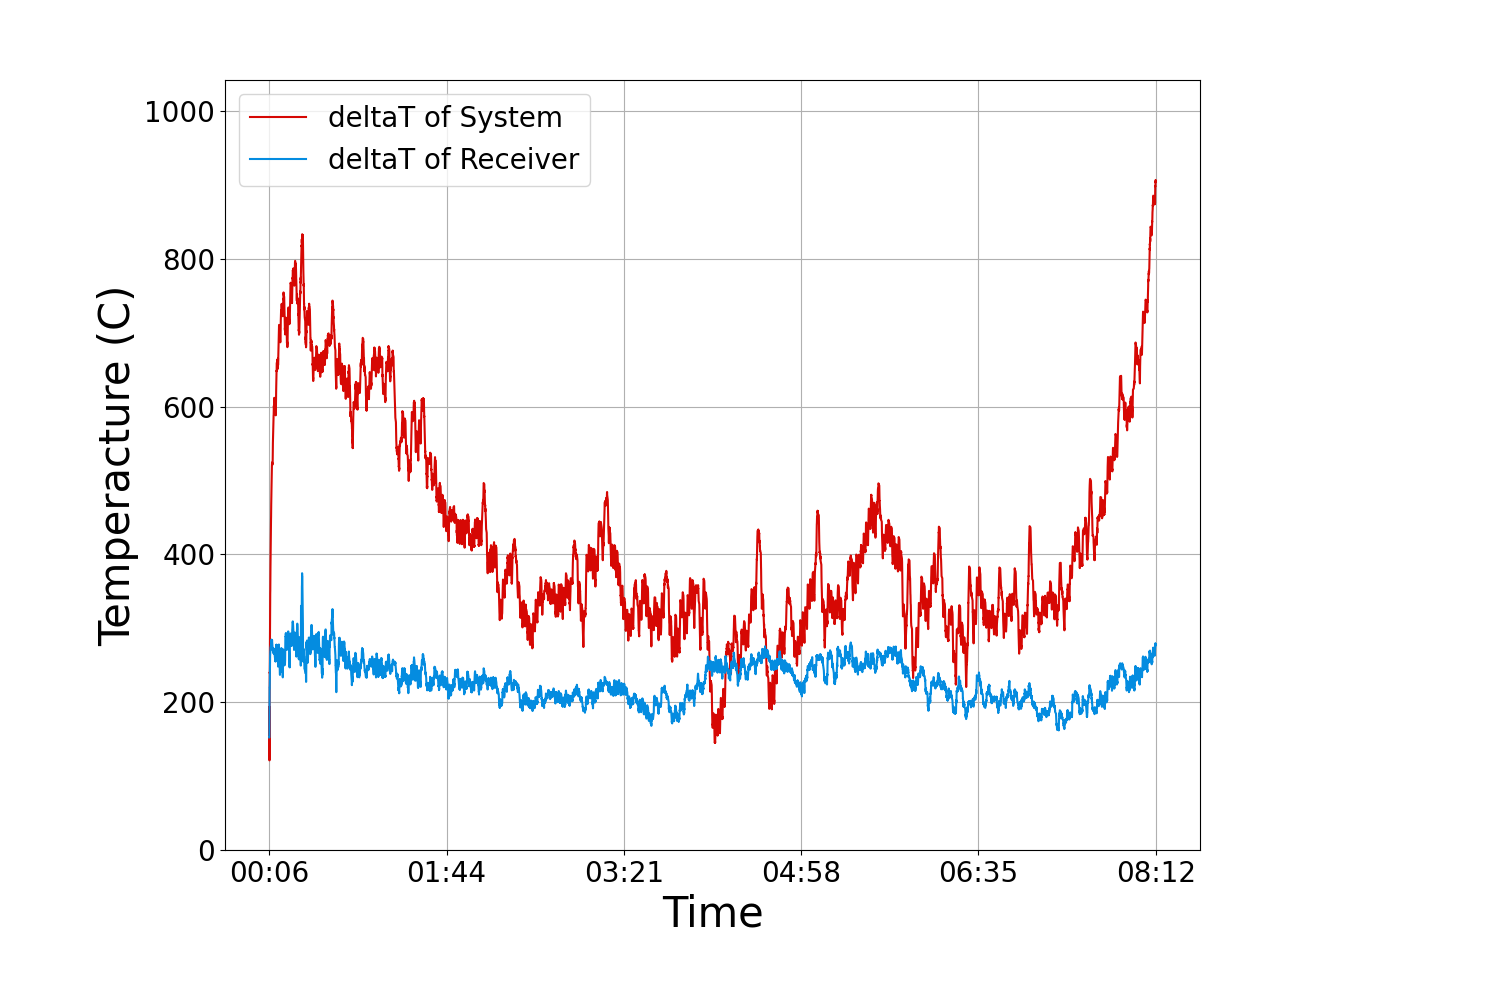 deltaT of System
deltaT of Receiver
1000
800
600
400
200
0
Temperacture (C)
00:06 01:44 03:21 04:58 06:35 08:12
Time